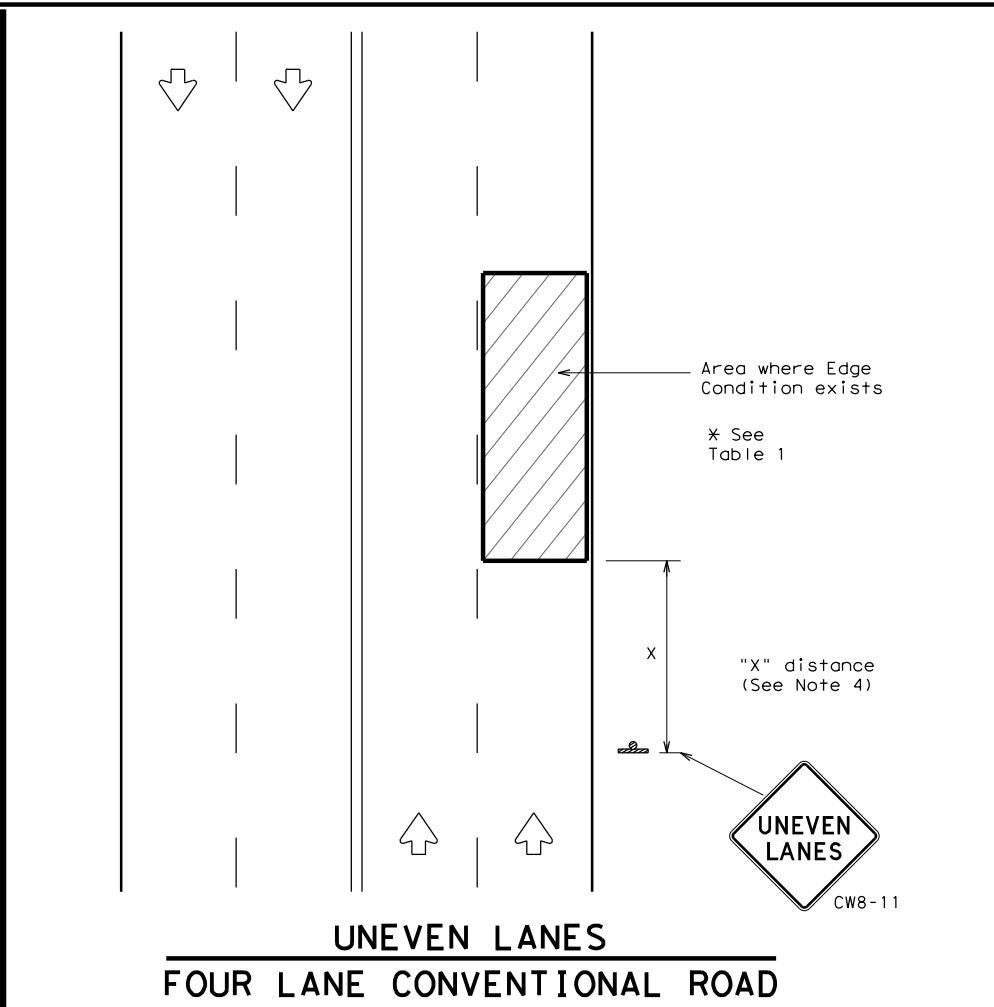 Area where Edge
Condition exists
* See
Table 1
X
"X" distance
(See Note 4)
UNEVEN
LANES
CW8-11
UNEVEN LANES
FOUR LANE CONVENTIONAL ROAD